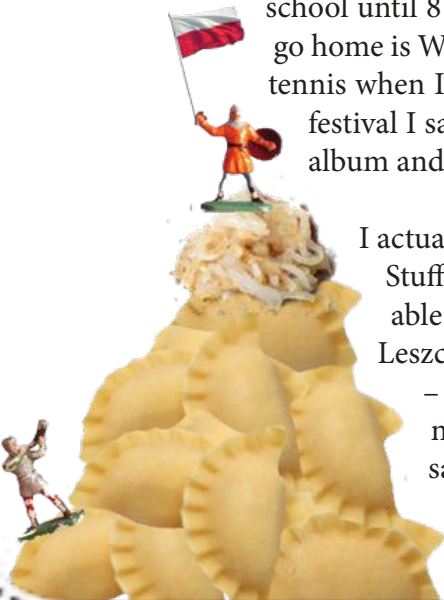 school until 8
go home is W
tennis when I
festival I sa
album and
I actua
Stuff
able
Leszc
–
n
sa